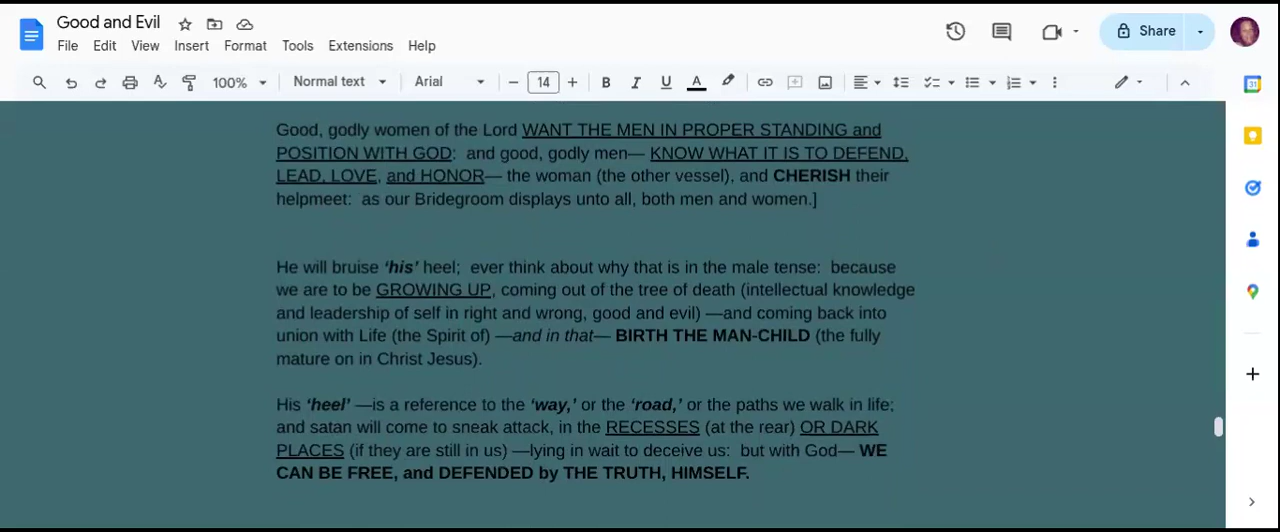 Good and Evil
File Edit View Insert Format Tools Extensions Help
Share
100% Normal text Arial 14 B I U A
31
Good, godly women of the Lord WANT THE MEN IN PROPER STANDING and
POSITION WITH GOD:  and good, godly men— KNOW WHAT IT IS TO DEFEND,
LEAD, LOVE, and HONOR— the woman (the other vessel), and CHERISH their
helpmeet:  as our Bridegroom displays unto all, both men and women.]
He will bruise ‘his’ heel;  ever think about why that is in the male tense:  because
we are to be GROWING UP, coming out of the tree of death (intellectual knowledge
and leadership of self in right and wrong, good and evil) —and coming back into
union with Life (the Spirit of) —and in that— BIRTH THE MAN-CHILD (the fully
mature on in Christ Jesus).
His ‘heel’ —is a reference to the ‘way,’ or the ‘road,’ or the paths we walk in life;
and satan will come to sneak attack, in the RECESSES (at the rear) OR DARK
PLACES (if they are still in us) —lying in wait to deceive us:  but with God— WE
CAN BE FREE, and DEFENDED by THE TRUTH, HIMSELF.